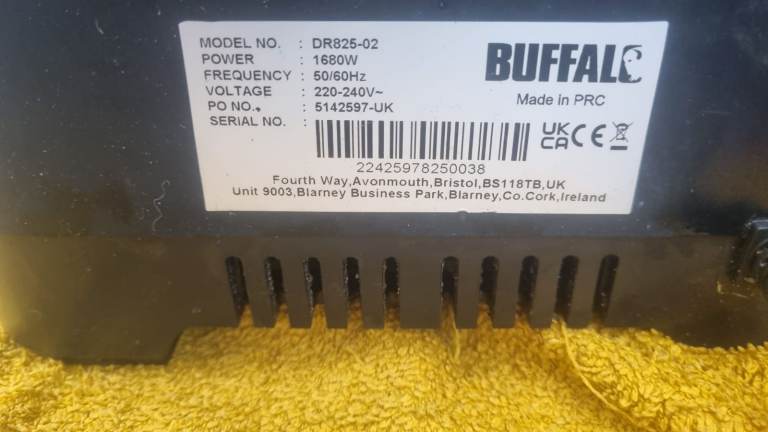 MODEL NO. : DR825-02
POWER : 1680W
FREQUENCY : 50/60Hz
VOLTAGE : 220-240V~
PO NO. : 5142597-UK
SERIAL NO. :
BUFFALO
Made in PRC
UK CA CE
22425978250038
Fourth Way,Avonmouth,Bristol,BS118TB,UK
Unit 9003,Blarney Business Park,Blarney,Co.Cork,Ireland